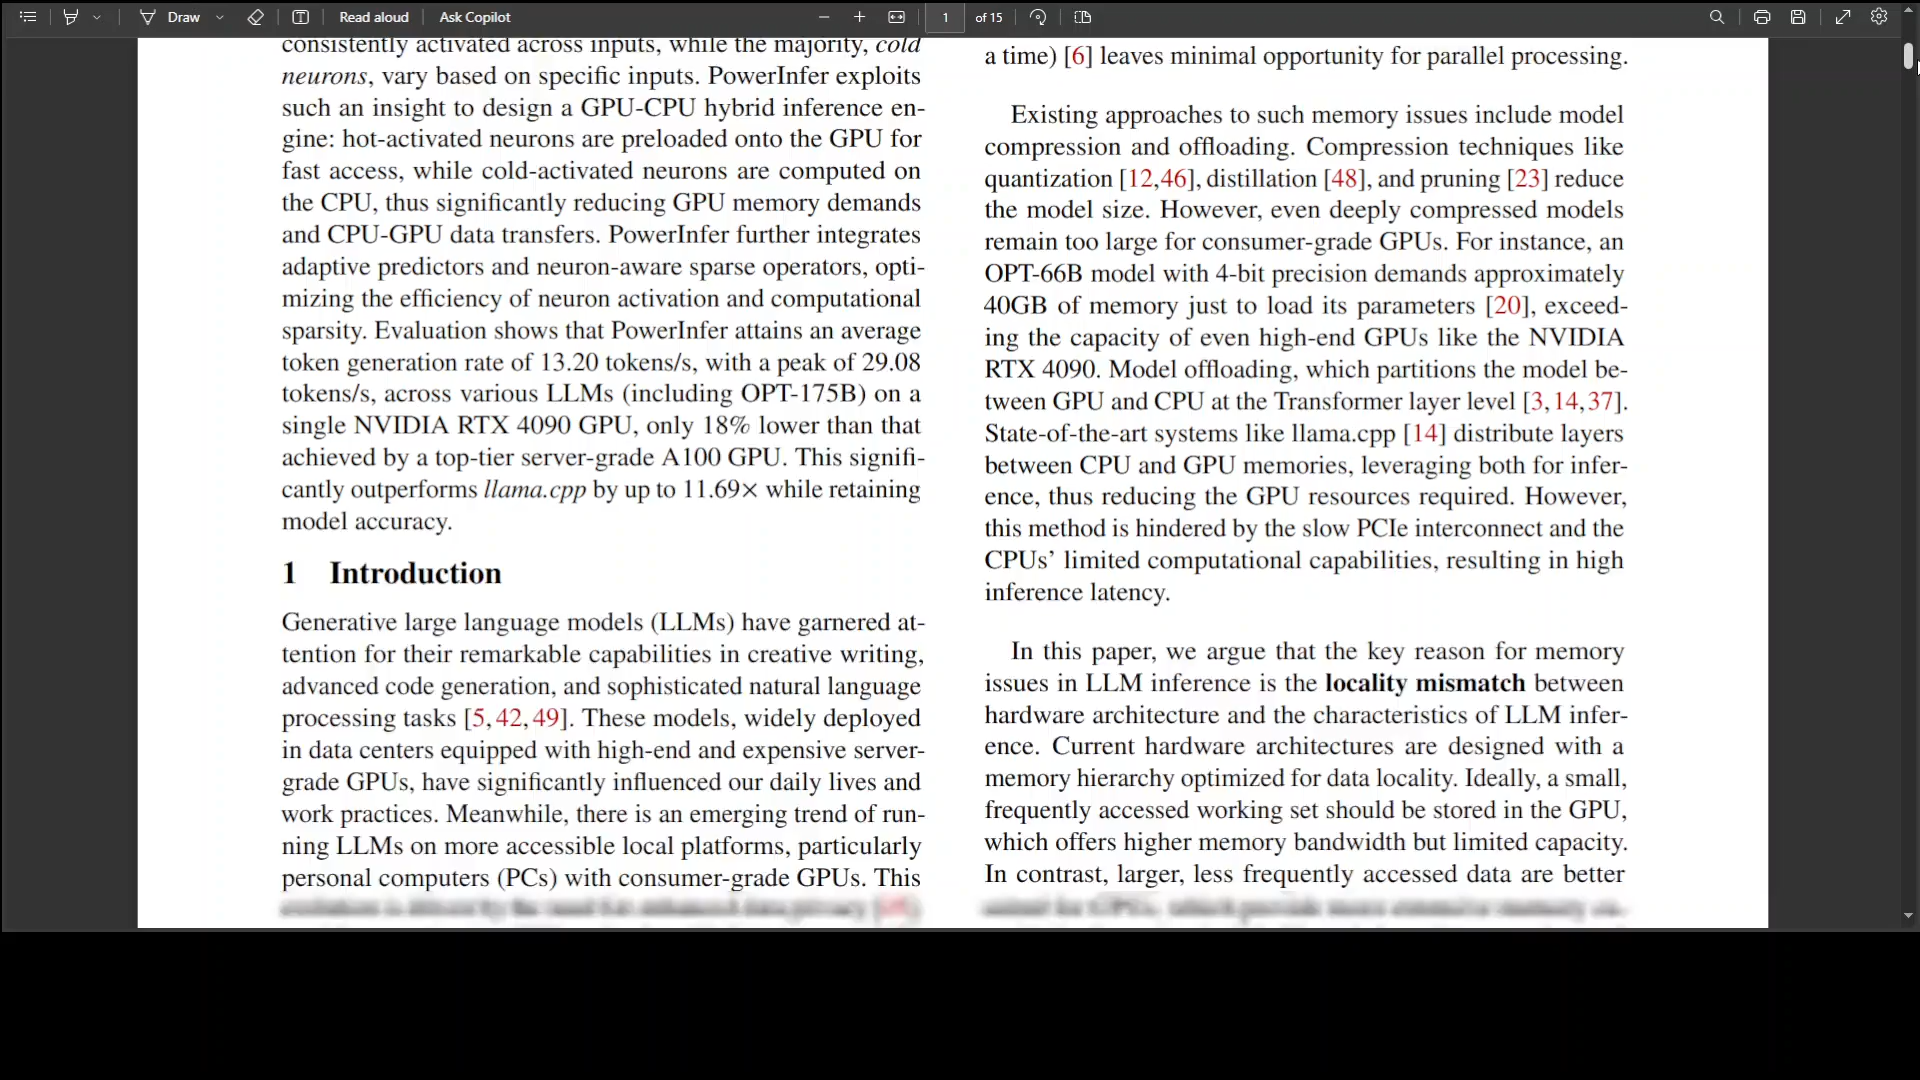 Draw
Read aloud
Ask Copilot
1
of 15
consistently activated across inputs, while the majority, cold
neurons, vary based on specific inputs. PowerInfer exploits
such an insight to design a GPU-CPU hybrid inference en-
gine: hot-activated neurons are preloaded onto the GPU for
fast access, while cold-activated neurons are computed on
the CPU, thus significantly reducing GPU memory demands
and CPU-GPU data transfers. PowerInfer further integrates
adaptive predictors and neuron-aware sparse operators, opti-
mizing the efficiency of neuron activation and computational
sparsity. Evaluation shows that PowerInfer attains an average
token generation rate of 13.20 tokens/s, with a peak of 29.08
tokens/s, across various LLMs (including OPT-175B) on a
single NVIDIA RTX 4090 GPU, only 18% lower than that
achieved by a top-tier server-grade A100 GPU. This signifi-
cantly outperforms llama.cpp by up to 11.69× while retaining
model accuracy.
1 Introduction
Generative large language models (LLMs) have garnered at-
tention for their remarkable capabilities in creative writing,
advanced code generation, and sophisticated natural language
processing tasks [5,42,49]. These models, widely deployed
in data centers equipped with high-end and expensive server-
grade GPUs, have significantly influenced our daily lives and
work practices. Meanwhile, there is an emerging trend of run-
ning LLMs on more accessible local platforms, particularly
personal computers (PCs) with consumer-grade GPUs. This
a time) [6] leaves minimal opportunity for parallel processing.
Existing approaches to such memory issues include model
compression and offloading. Compression techniques like
quantization [12,46], distillation [48], and pruning [23] reduce
the model size. However, even deeply compressed models
remain too large for consumer-grade GPUs. For instance, an
OPT-66B model with 4-bit precision demands approximately
40GB of memory just to load its parameters [20], exceed-
ing the capacity of even high-end GPUs like the NVIDIA
RTX 4090. Model offloading, which partitions the model be-
tween GPU and CPU at the Transformer layer level [3,14,37].
State-of-the-art systems like llama.cpp [14] distribute layers
between CPU and GPU memories, leveraging both for infer-
ence, thus reducing the GPU resources required. However,
this method is hindered by the slow PCIe interconnect and the
CPUs' limited computational capabilities, resulting in high
inference latency.
In this paper, we argue that the key reason for memory
issues in LLM inference is the locality mismatch between
hardware architecture and the characteristics of LLM infer-
ence. Current hardware architectures are designed with a
memory hierarchy optimized for data locality. Ideally, a small,
frequently accessed working set should be stored in the GPU,
which offers higher memory bandwidth but limited capacity.
In contrast, larger, less frequently accessed data are better